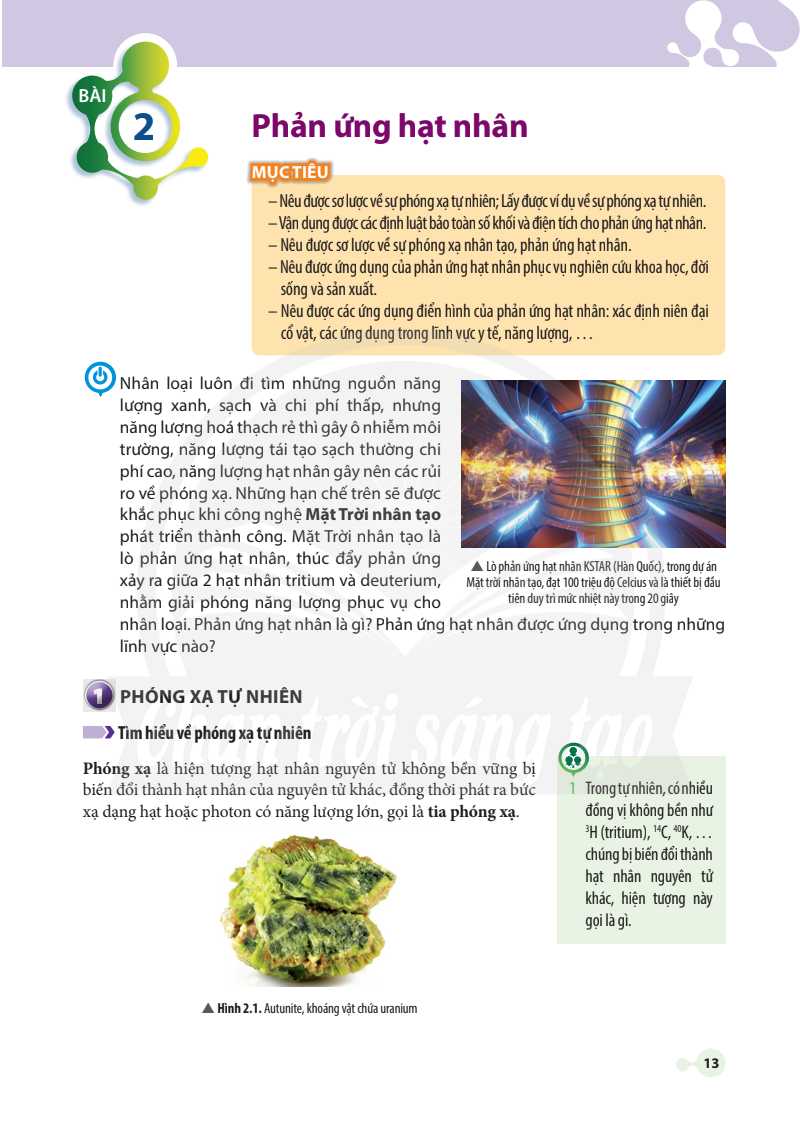 BÀI
2
Phản ứng hạt nhân
MỤC TIÊU
– Nêu được sơ lược về sự phóng xạ tự nhiên; Lấy được ví dụ về sự phóng xạ tự nhiên.
– Vận dụng được các định luật bảo toàn số khối và điện tích cho phản ứng hạt nhân.
– Nêu được sơ lược về sự phóng xạ nhân tạo, phản ứng hạt nhân.
– Nêu được ứng dụng của phản ứng hạt nhân phục vụ nghiên cứu khoa học, đời
sống và sản xuất.
– Nêu được các ứng dụng điển hình của phản ứng hạt nhân: xác định niên đại
cổ vật, các ứng dụng trong lĩnh vực y tế, năng lượng, …
Nhân loại luôn đi tìm những nguồn năng
lượng xanh, sạch và chi phí thấp, nhưng
năng lượng hoá thạch rẻ thì gây ô nhiễm môi
trường, năng lượng tái tạo sạch thường chi
phí cao, năng lượng hạt nhân gây nên các rủi
ro về phóng xạ. Những hạn chế trên sẽ được
khắc phục khi công nghệ Mặt Trời nhân tạo
phát triển thành công. Mặt Trời nhân tạo là
lò phản ứng hạt nhân, thúc đẩy phản ứng
xảy ra giữa 2 hạt nhân tritium và deuterium,
nhằm giải phóng năng lượng phục vụ cho
nhân loại. Phản ứng hạt nhân là gì? Phản ứng hạt nhân được ứng dụng trong những
lĩnh vực nào?
▲ Lò phản ứng hạt nhân KSTAR (Hàn Quốc), trong dự án
Mặt trời nhân tạo, đạt 100 triệu độ Celcius và là thiết bị đầu
tiên duy trì mức nhiệt này trong 20 giây
1 PHÓNG XẠ TỰ NHIÊN
Tìm hiểu về phóng xạ tự nhiên
Phóng xạ là hiện tượng hạt nhân nguyên tử không bền vững bị
biến đổi thành hạt nhân của nguyên tử khác, đồng thời phát ra bức
xạ dạng hạt hoặc photon có năng lượng lớn, gọi là tia phóng xạ.
▲ Hình 2.1. Autunite, khoáng vật chứa uranium
1 Trong tự nhiên, có nhiều
đồng vị không bền như
³H (tritium), ¹⁴C, ⁴⁰K, …
chúng bị biến đổi thành
hạt nhân nguyên tử
khác, hiện tượng này
gọi là gì.
Chân trời sáng tạo
13